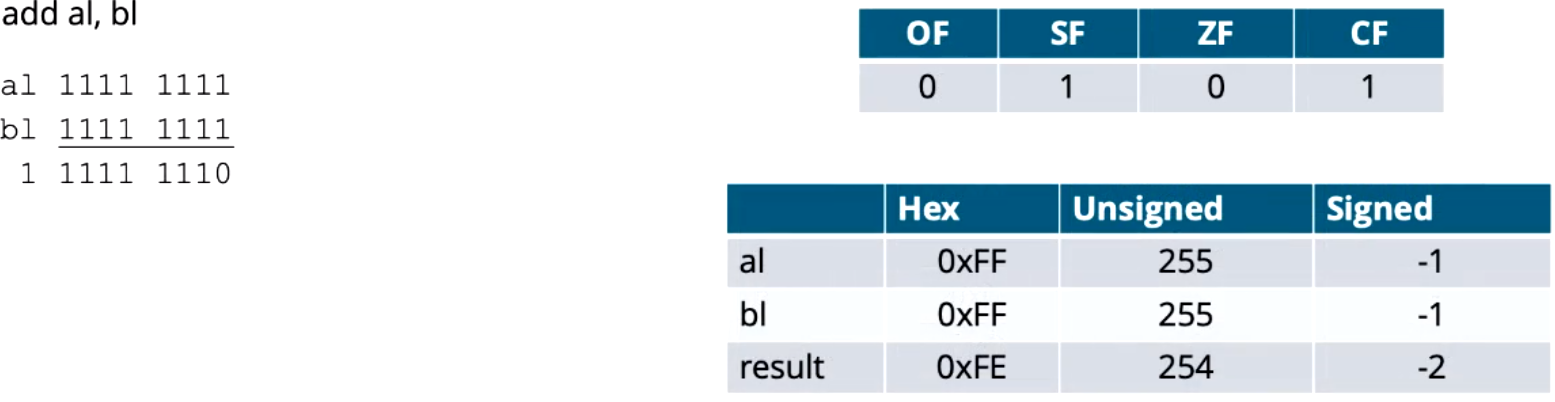 add al, bl
al 1111 1111
bl 1111 1111
1 1111 1110
OF SF ZF CF
0 1 0 1
Hex Unsigned Signed
al 0xFF 255 -1
bl 0xFF 255 -1
result 0xFE 254 -2